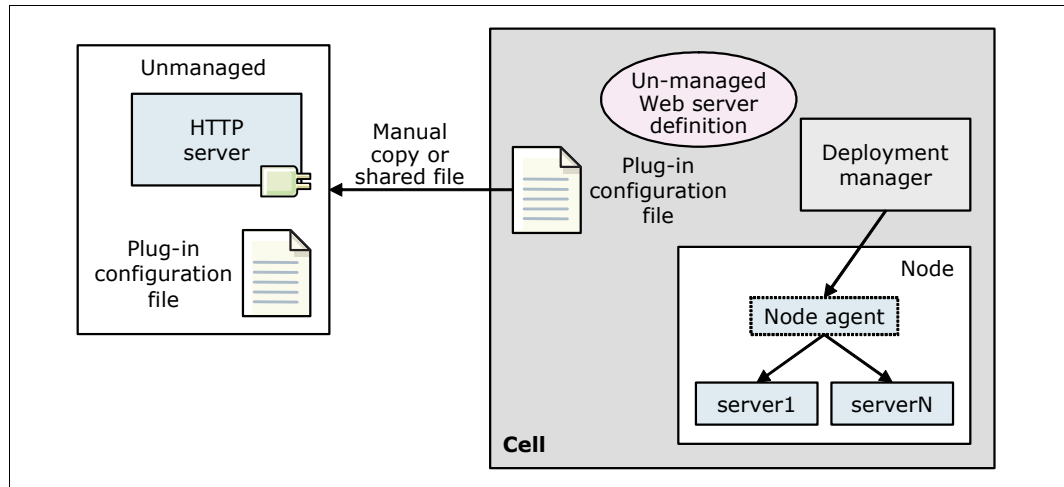 Unmanaged
HTTP
server
Plug-in
configuration
file
Manual
copy or
shared file
Un-managed
Web server
definition
Plug-in
configuration
file
Deployment
manager
Node
Node agent
server1
serverN
Cell